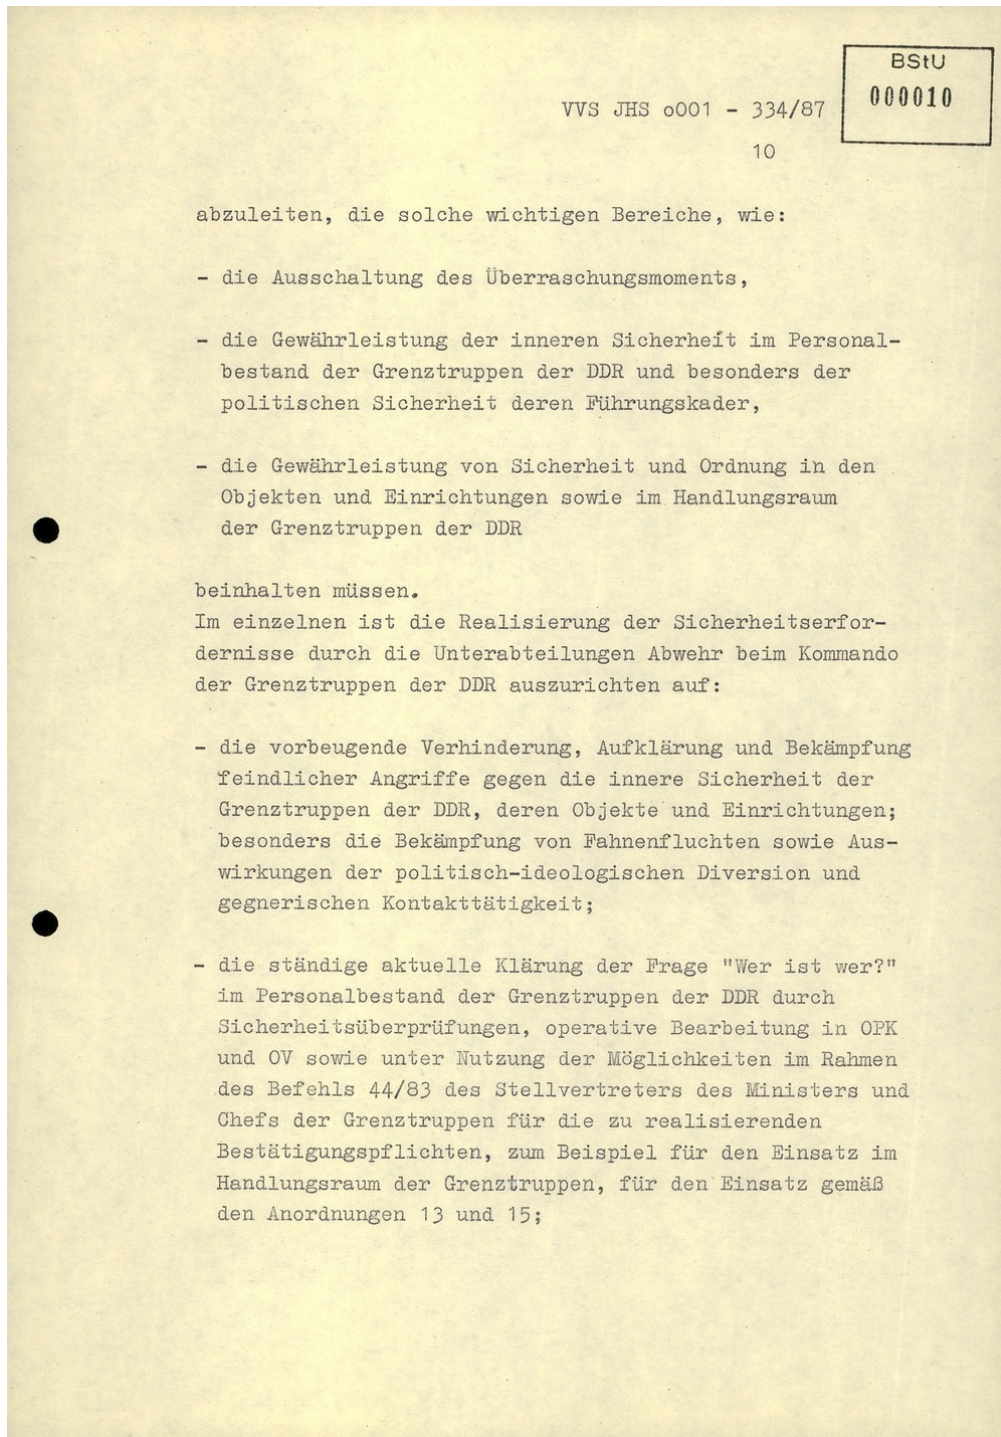 BStU
000010
VVS JHS o001 - 334/87
10
abzuleiten, die solche wichtigen Bereiche, wie:
- die Ausschaltung des Überraschungsmoments,
- die Gewährleistung der inneren Sicherheit im Personal-
bestand der Grenztruppen der DDR und besonders der
politischen Sicherheit deren Führungskader,
- die Gewährleistung von Sicherheit und Ordnung in den
Objekten und Einrichtungen sowie im Handlungsraum
der Grenztruppen der DDR
beinhalten müssen.
Im einzelnen ist die Realisierung der Sicherheitserfor-
dernisse durch die Unterabteilungen Abwehr beim Kommando
der Grenztruppen der DDR auszurichten auf:
- die vorbeugende Verhinderung, Aufklärung und Bekämpfung
feindlicher Angriffe gegen die innere Sicherheit der
Grenztruppen der DDR, deren Objekte und Einrichtungen;
besonders die Bekämpfung von Fahnenfluchten sowie Aus-
wirkungen der politisch-ideologischen Diversion und
gegnerischen Kontakttätigkeit;
- die ständige aktuelle Klärung der Frage "Wer ist wer?"
im Personalbestand der Grenztruppen der DDR durch
Sicherheitsüberprüfungen, operative Bearbeitung in OPK
und OV sowie unter Nutzung der Möglichkeiten im Rahmen
des Befehls 44/83 des Stellvertreters des Ministers und
Chefs der Grenztruppen für die zu realisierenden
Bestätigungspflichten, zum Beispiel für den Einsatz im
Handlungsraum der Grenztruppen, für den Einsatz gemäß
den Anordnungen 13 und 15;